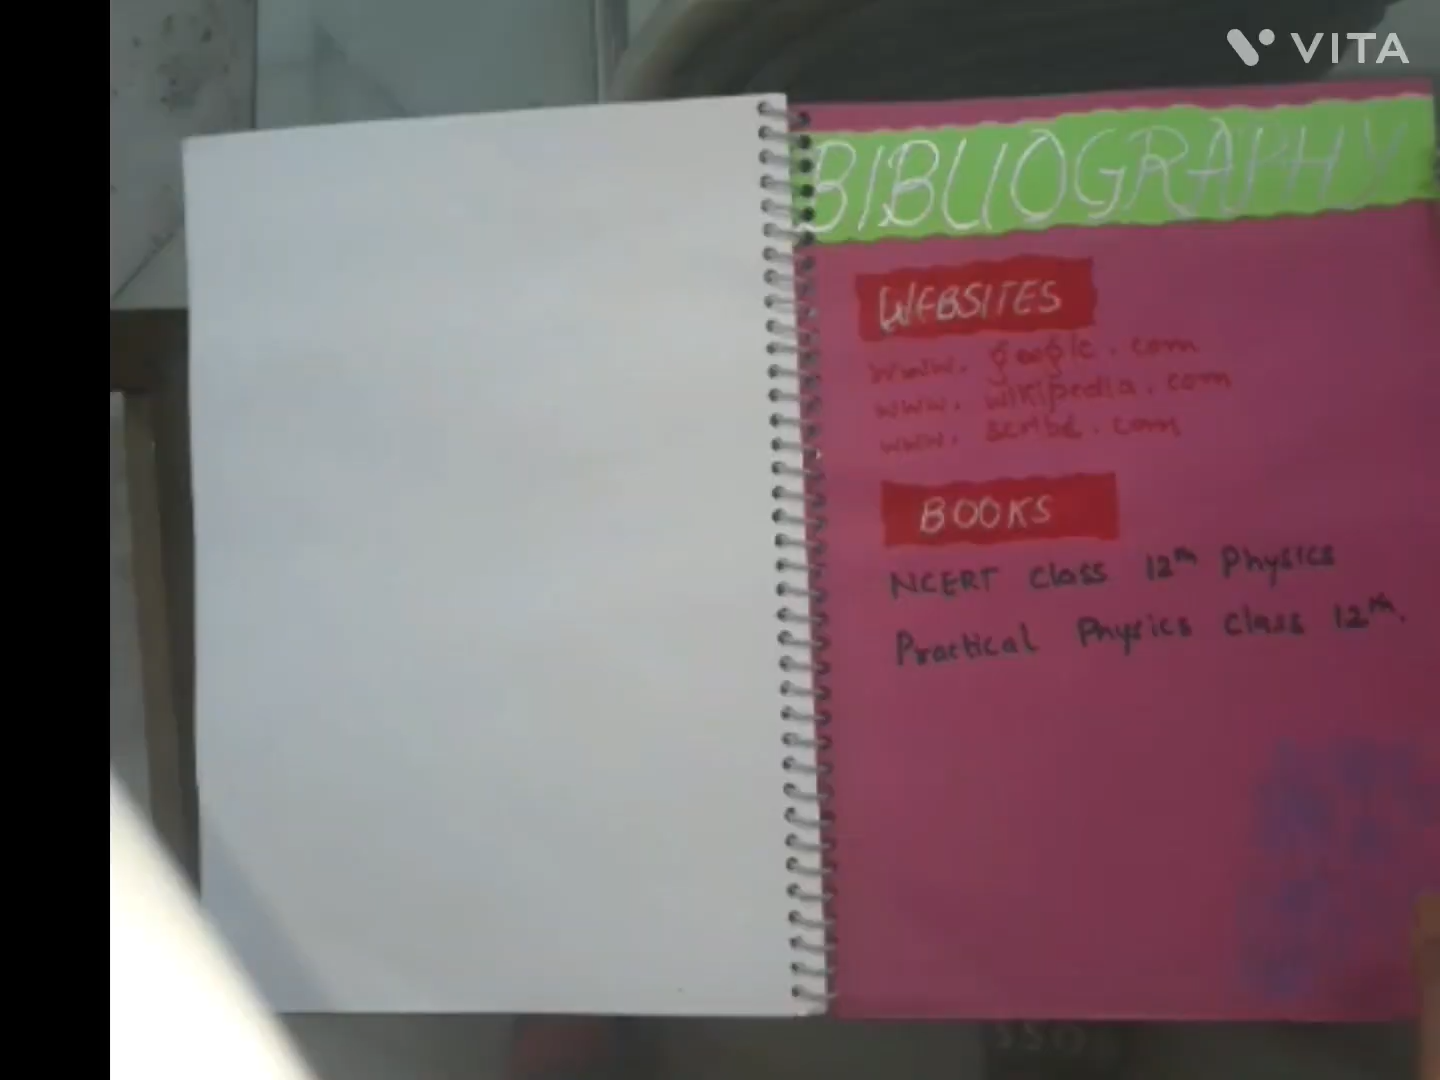 VITA
BIBLIOGRAPHY
WEBSITES
www. google. com
www. wikipedia. com
www. scribd. com
BOOKS
NCERT class 12th Physics
Practical Physics class 12th.